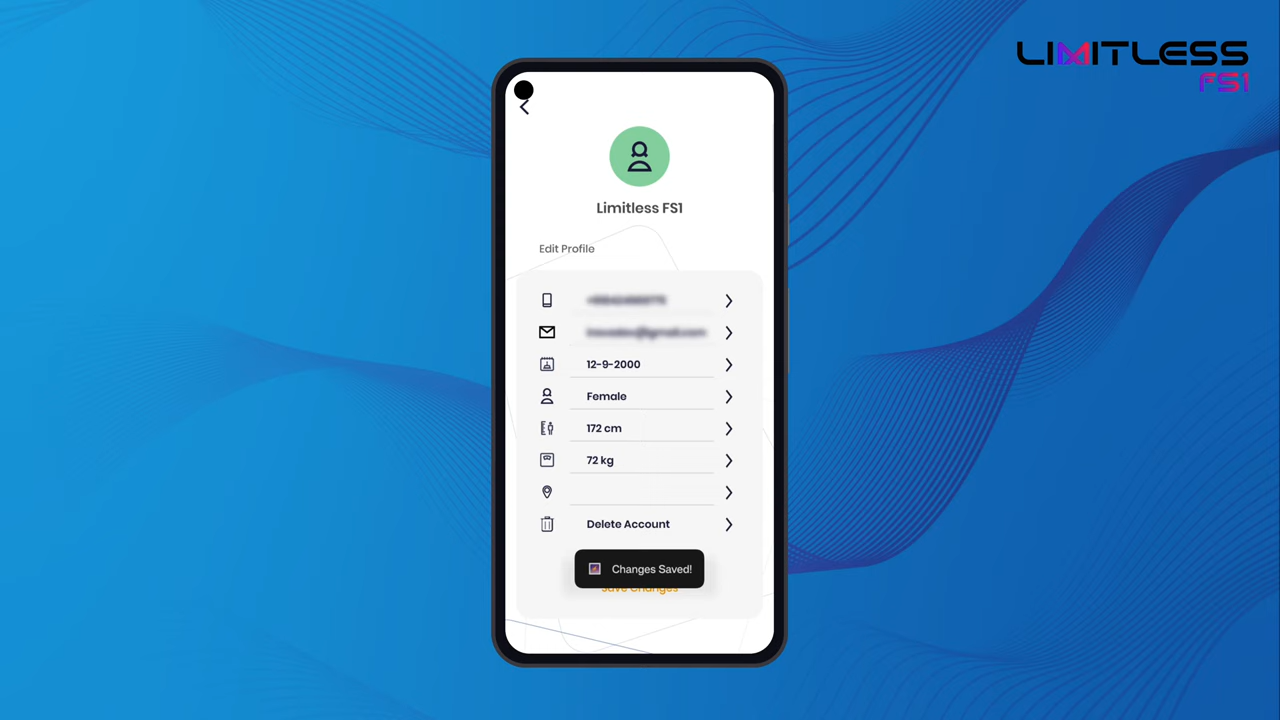 LIMITLESS
FS1
Limitless FS1
Edit Profile
12-9-2000
Female
172 cm
72 kg
Delete Account
Changes Saved!
Save Changes